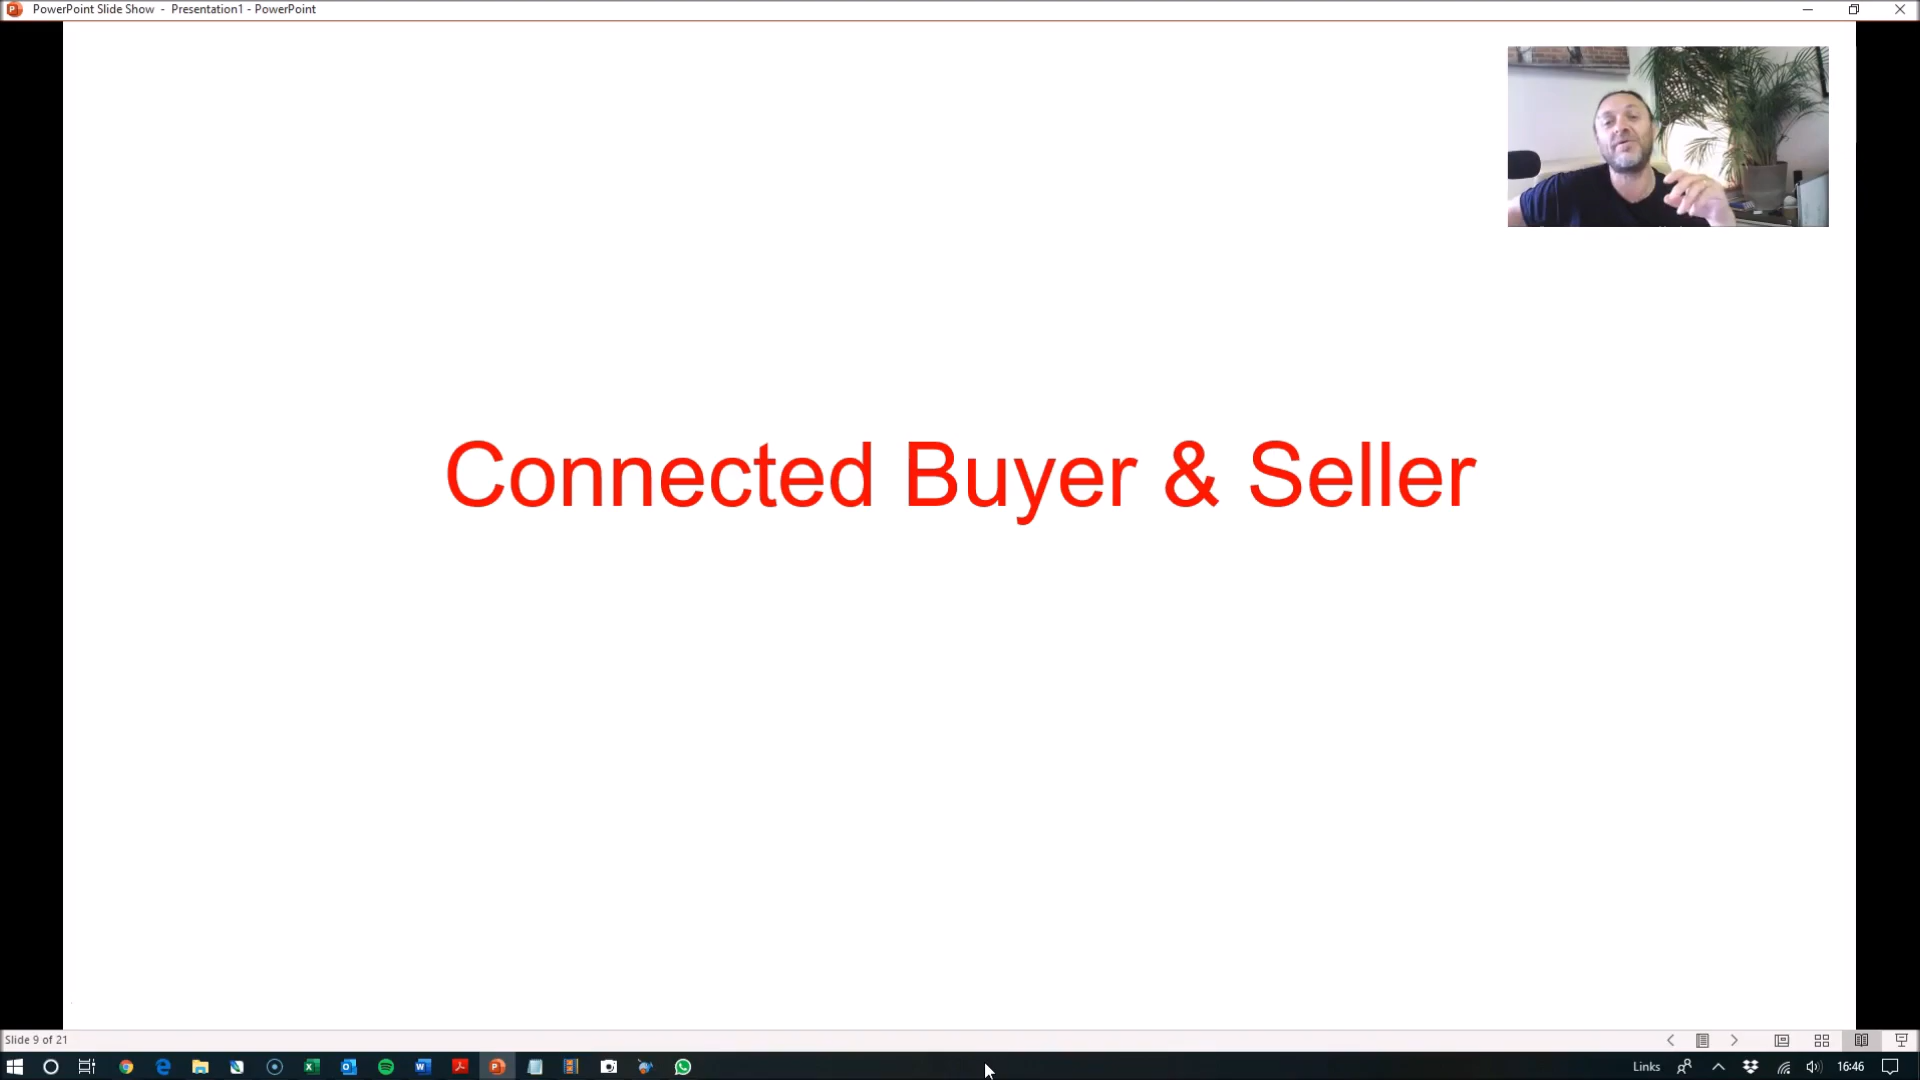 PowerPoint Slide Show - Presentation1 - PowerPoint
Connected Buyer & Seller
Slide 9 of 21
Links
16:46